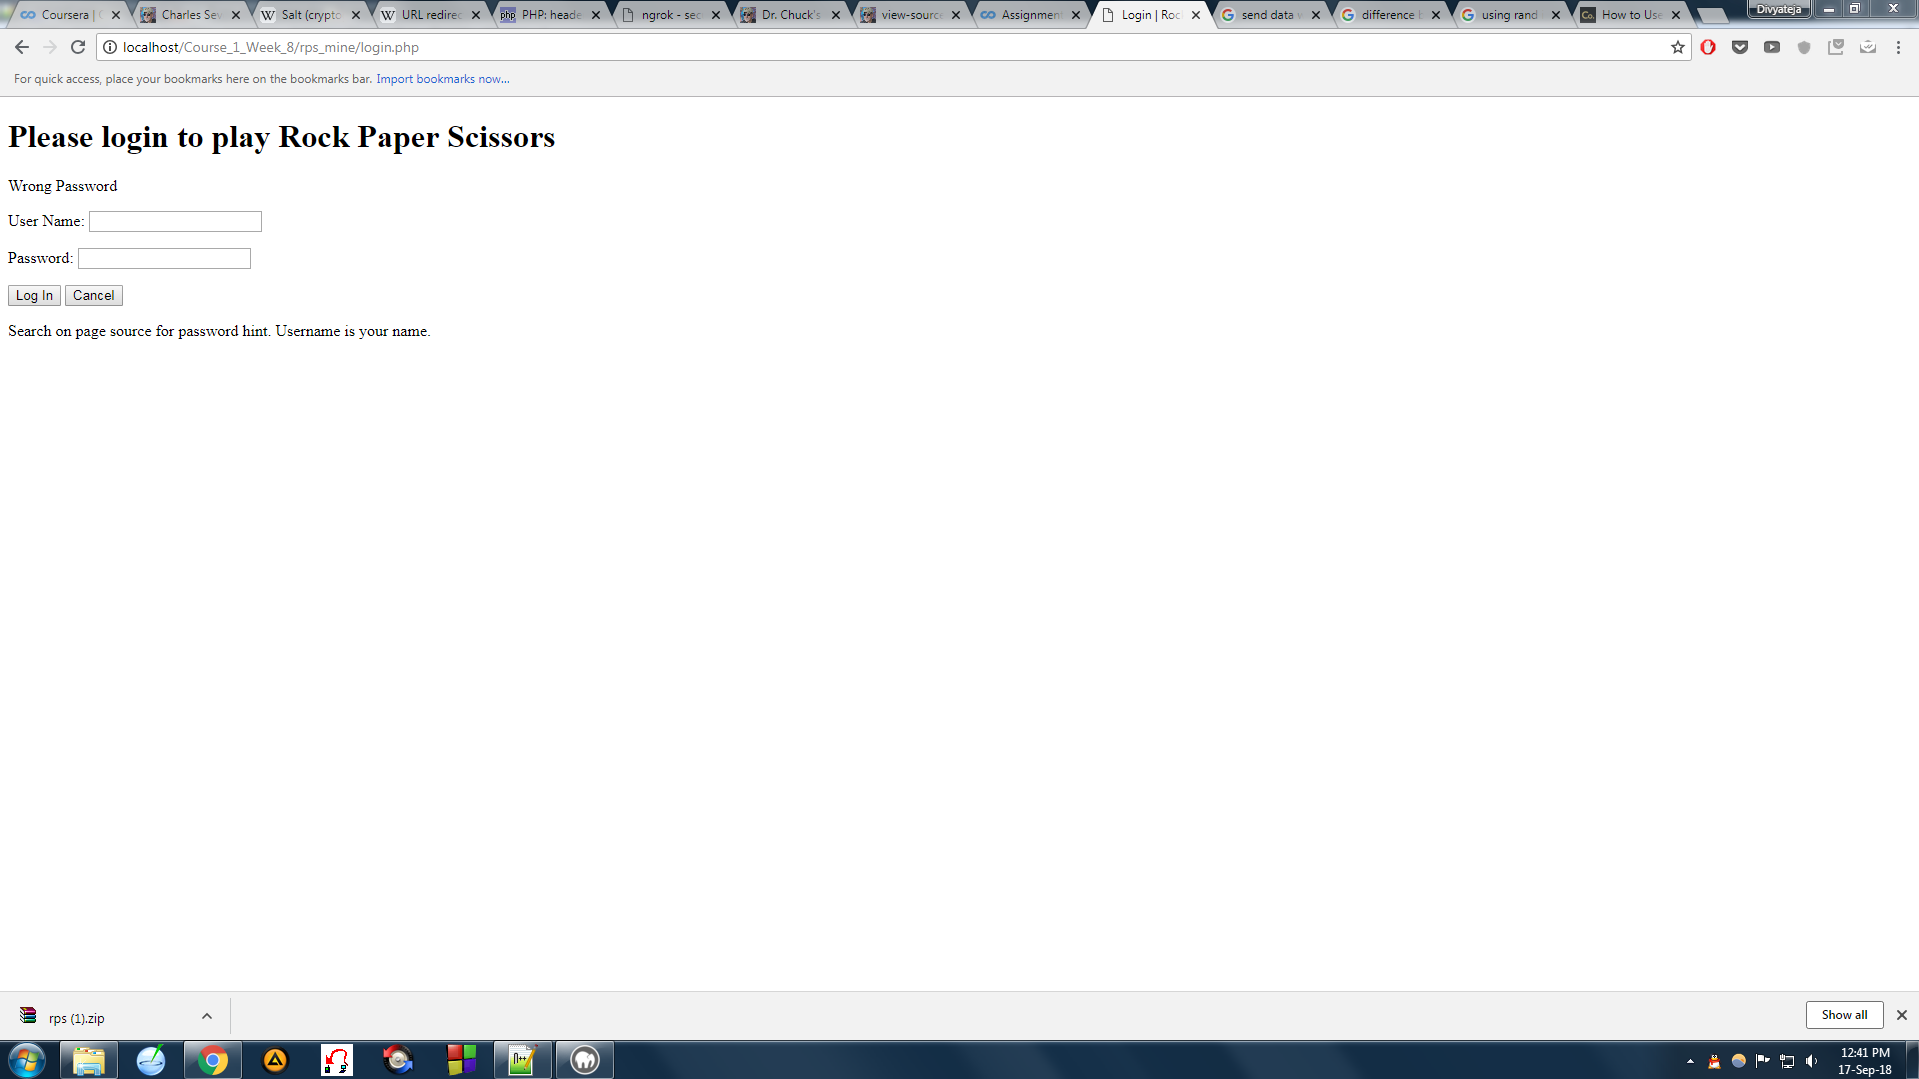 Coursera | C
Charles Sev
Salt (crypto
URL redirec
php PHP: heade
ngrok - sec
Dr. Chuck's
view-source
Assignment
Login | Roc
send data v
difference b
using rand
Co. How to Use
Divyateja
localhost/Course_1_Week_8/rps_mine/login.php
For quick access, place your bookmarks here on the bookmarks bar. Import bookmarks now...
Please login to play Rock Paper Scissors
Wrong Password
User Name:
Password:
Log In Cancel
Search on page source for password hint. Username is your name.
rps (1).zip
Show all
12:41 PM
17-Sep-18